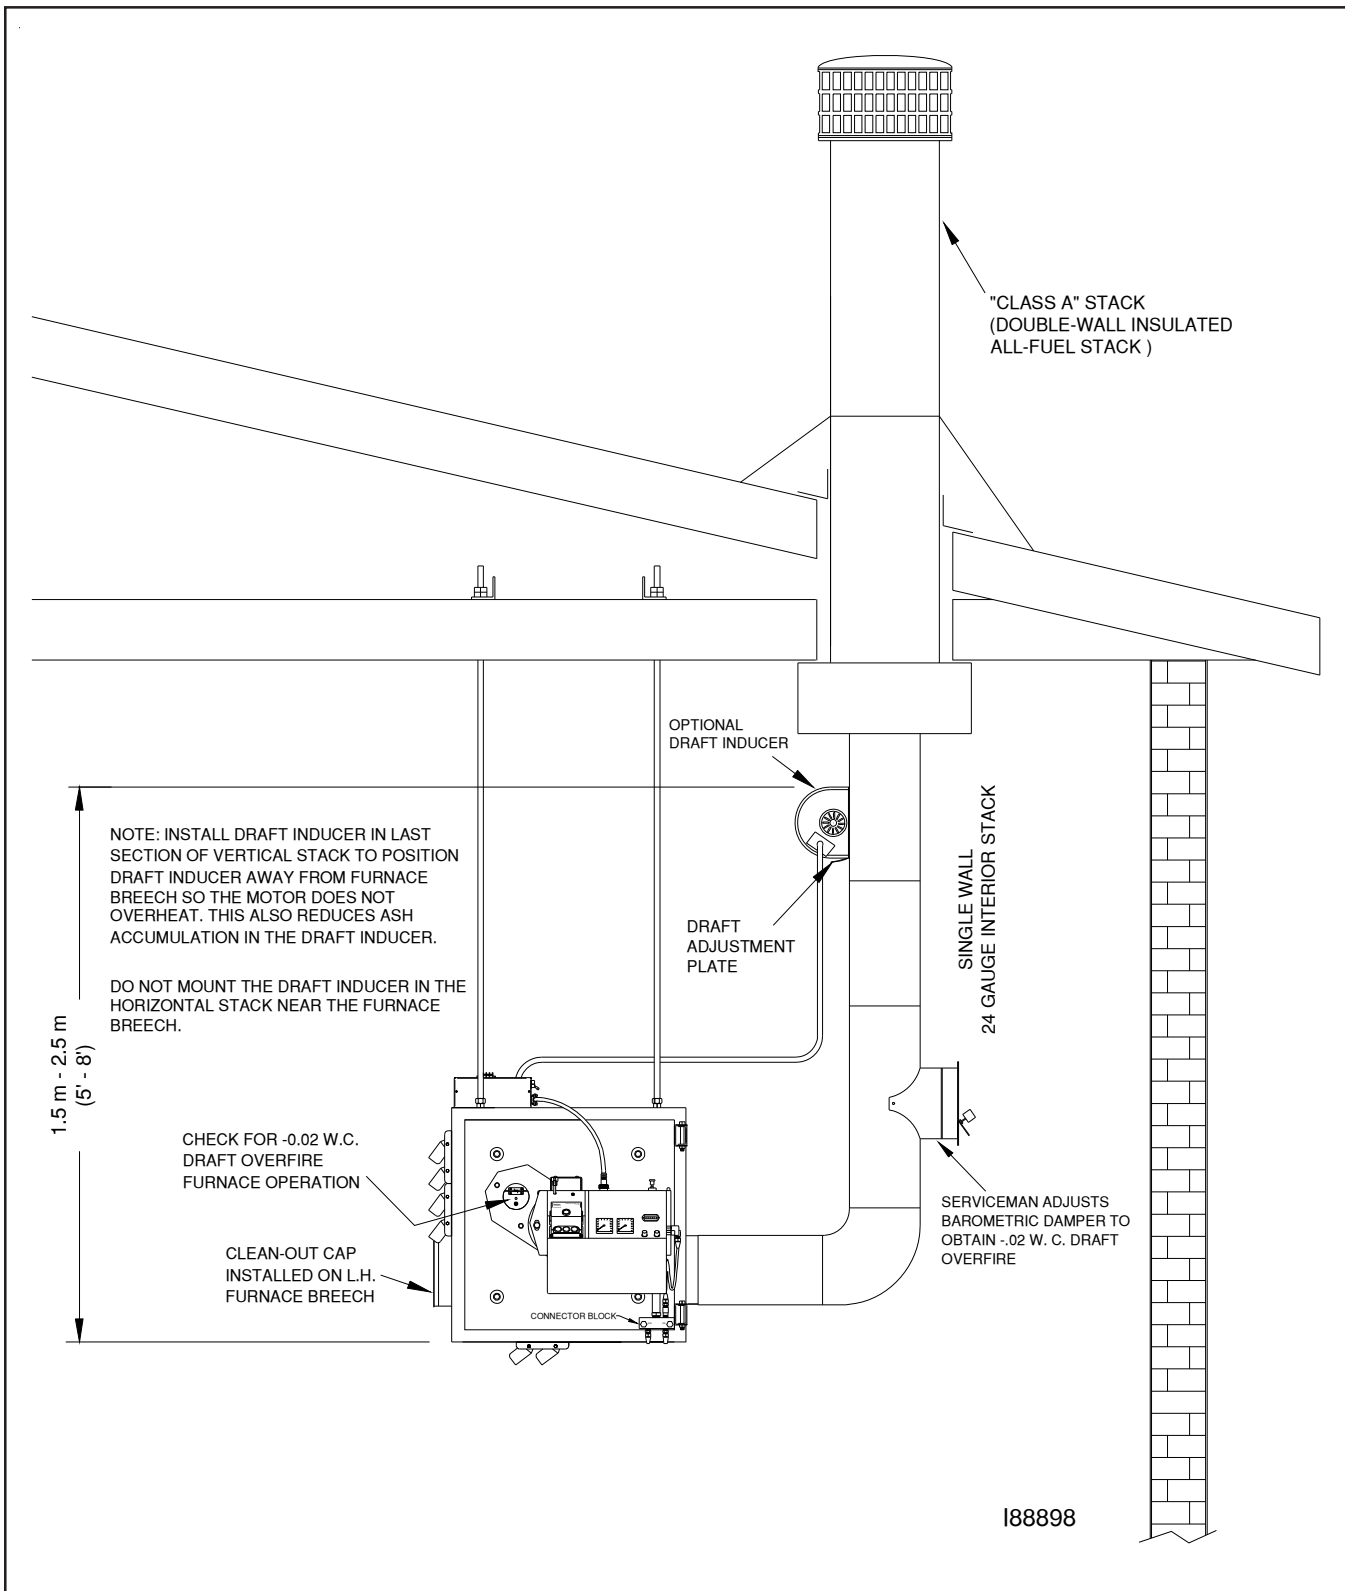 "CLASS A" STACK
(DOUBLE-WALL INSULATED
ALL-FUEL STACK )
OPTIONAL
DRAFT INDUCER
NOTE: INSTALL DRAFT INDUCER IN LAST
SECTION OF VERTICAL STACK TO POSITION
DRAFT INDUCER AWAY FROM FURNACE
BREECH SO THE MOTOR DOES NOT
OVERHEAT. THIS ALSO REDUCES ASH
ACCUMULATION IN THE DRAFT INDUCER.
DO NOT MOUNT THE DRAFT INDUCER IN THE
HORIZONTAL STACK NEAR THE FURNACE
BREECH.
DRAFT
ADJUSTMENT
PLATE
SINGLE WALL
24 GAUGE INTERIOR STACK
1.5 m - 2.5 m
(5' - 8')
CHECK FOR -0.02 W.C.
DRAFT OVERFIRE
FURNACE OPERATION
CLEAN-OUT CAP
INSTALLED ON L.H.
FURNACE BREECH
SERVICEMAN ADJUSTS
BAROMETRIC DAMPER TO
OBTAIN -.02 W. C. DRAFT
OVERFIRE
CONNECTOR BLOCK
I88898